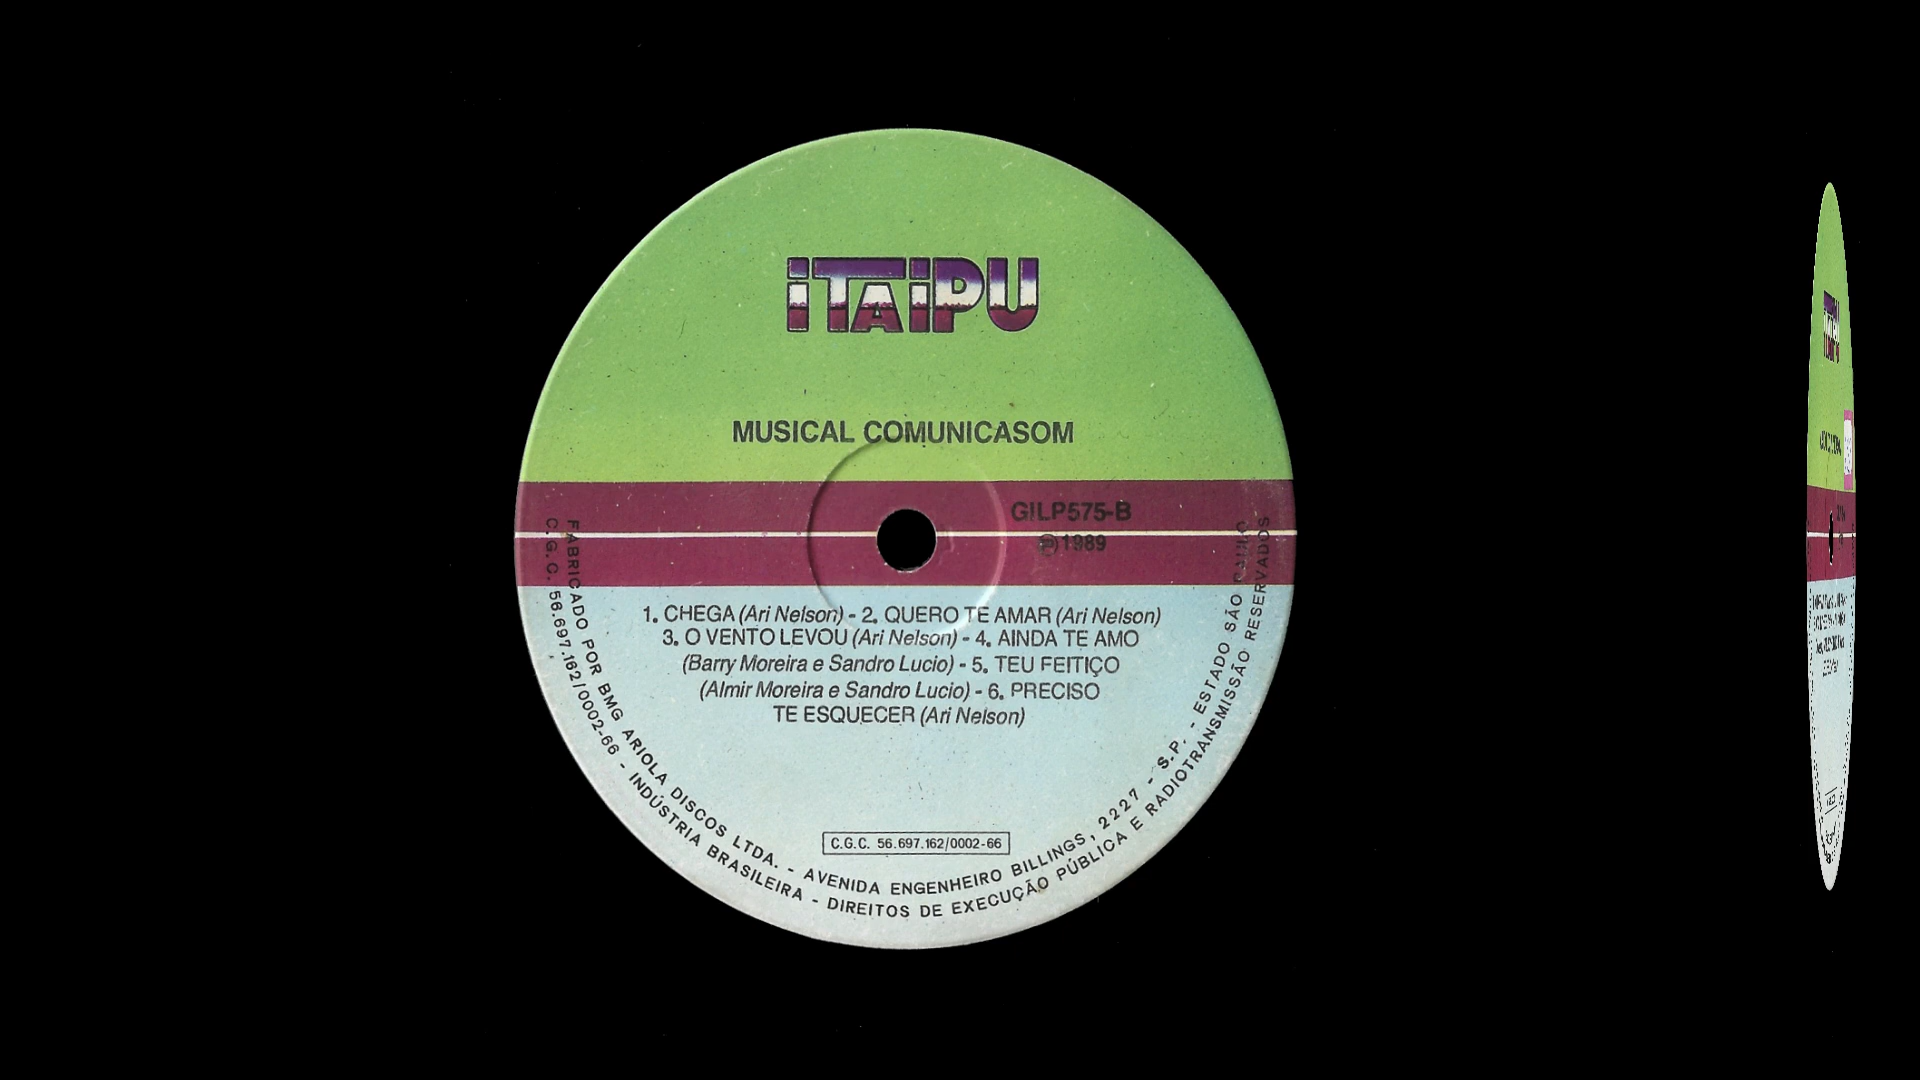 iTAiPU
MUSICAL COMUNICASOM
GILP575-B
Ⓟ1989
1. CHEGA (Ari Nelson) - 2. QUERO TE AMAR (Ari Nelson)
3. O VENTO LEVOU (Ari Nelson) - 4. AINDA TE AMO
(Barry Moreira e Sandro Lucio) - 5. TEU FEITIÇO
(Almir Moreira e Sandro Lucio) - 6. PRECISO
TE ESQUECER (Ari Nelson)
C.G.C. 56.697.162/0002-66
FABRICADO POR BMG ARIOLA DISCOS LTDA. - AVENIDA ENGENHEIRO BILLINGS, 2227 - S.P. - ESTADO SÃO PAULO
C.G.C. 56.697.162/0002-66 - INDÚSTRIA BRASILEIRA - DIREITOS DE EXECUÇÃO PÚBLICA E RADIOTRANSMISSÃO RESERVADOS